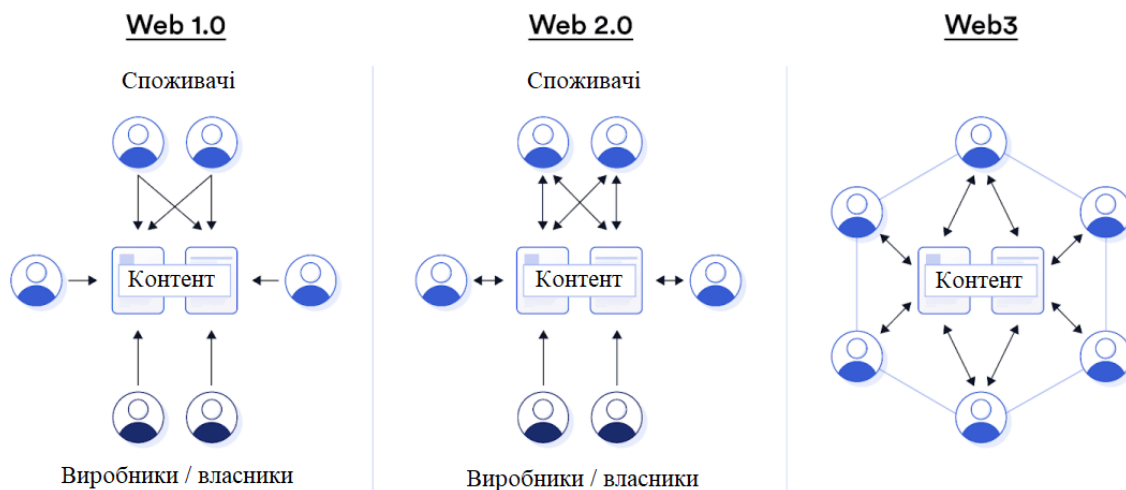 Web 1.0
Web 2.0
Web3
Споживачі
Споживачі
Контент
Контент
Контент
Виробники / власники
Виробники / власники